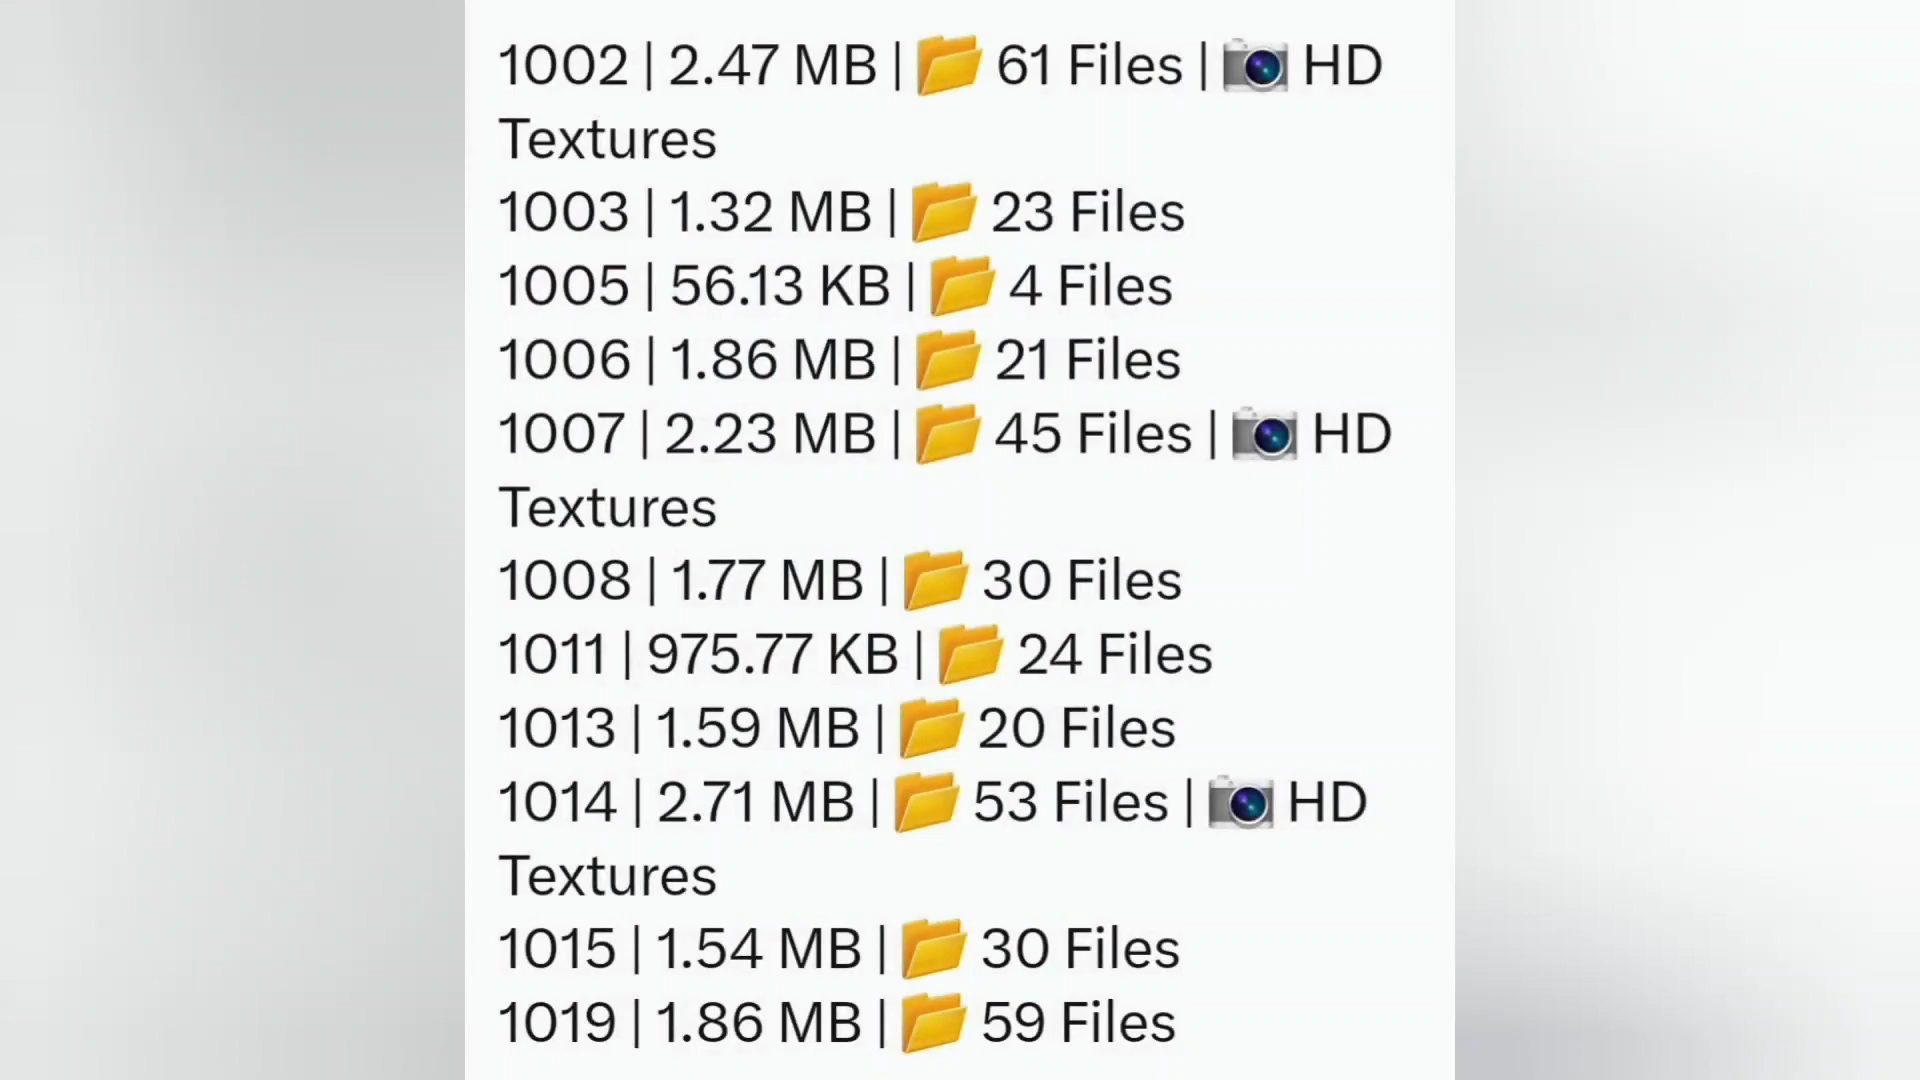 1002 | 2.47 MB | 📂 61 Files | 📷 HD
Textures
1003 | 1.32 MB | 📂 23 Files
1005 | 56.13 KB | 📂 4 Files
1006 | 1.86 MB | 📂 21 Files
1007 | 2.23 MB | 📂 45 Files | 📷 HD
Textures
1008 | 1.77 MB | 📂 30 Files
1011 | 975.77 KB | 📂 24 Files
1013 | 1.59 MB | 📂 20 Files
1014 | 2.71 MB | 📂 53 Files | 📷 HD
Textures
1015 | 1.54 MB | 📂 30 Files
1019 | 1.86 MB | 📂 59 Files